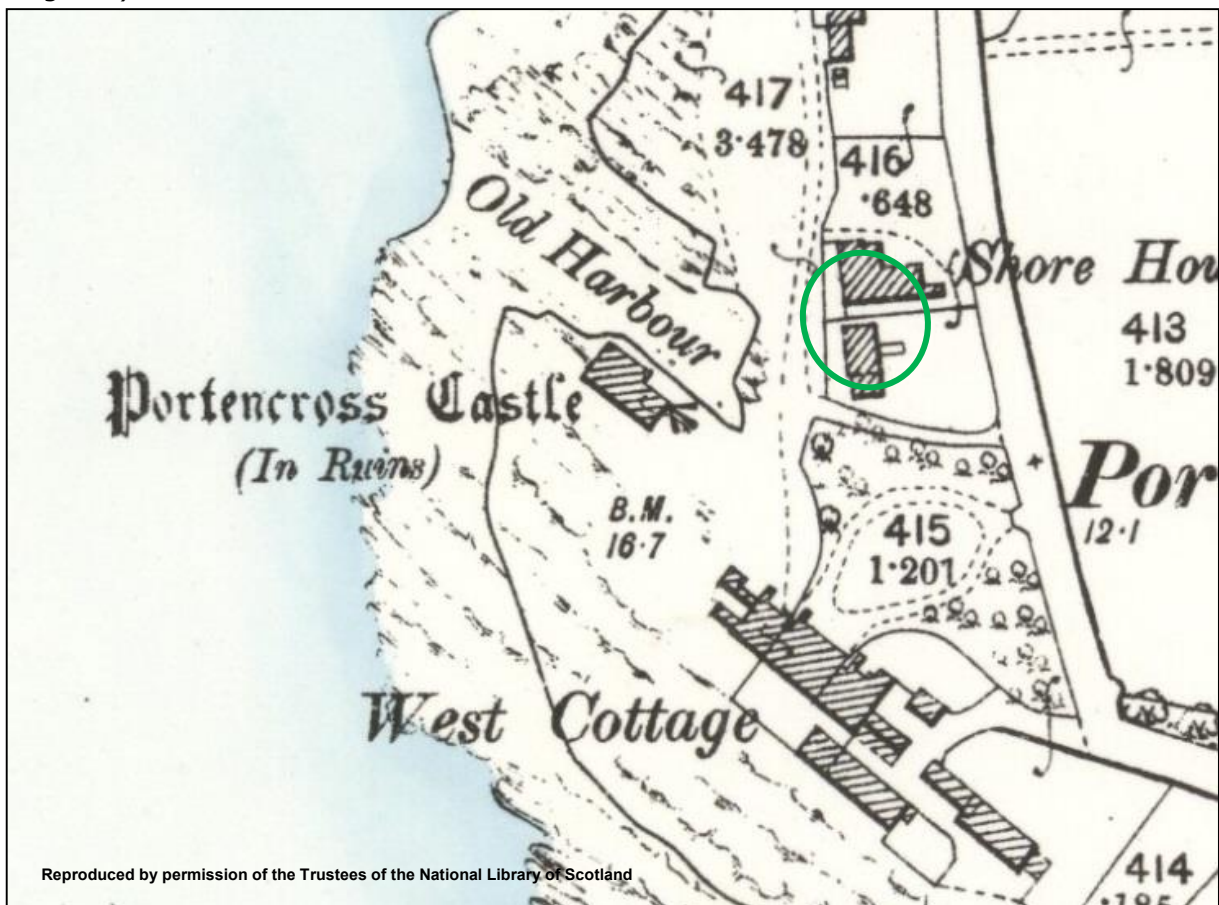 417
3·478
416
·648
Old Harbour
Shore Hou
413
1·809
Portencross Castle
(In Ruins)
Por
12·1
B.M.
16·7
415
1·201
West Cottage
414
·185
Reproduced by permission of the Trustees of the National Library of Scotland